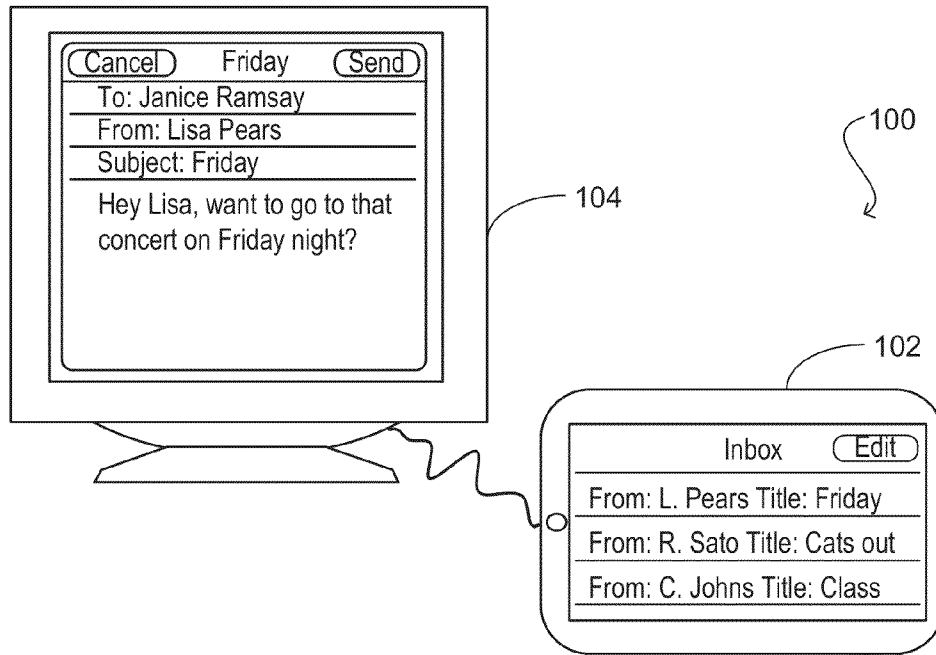 Cancel Friday Send
To: Janice Ramsay
From: Lisa Pears
Subject: Friday
Hey Lisa, want to go to that
concert on Friday night?
104
100
102
Inbox Edit
From: L. Pears Title: Friday
From: R. Sato Title: Cats out
From: C. Johns Title: Class